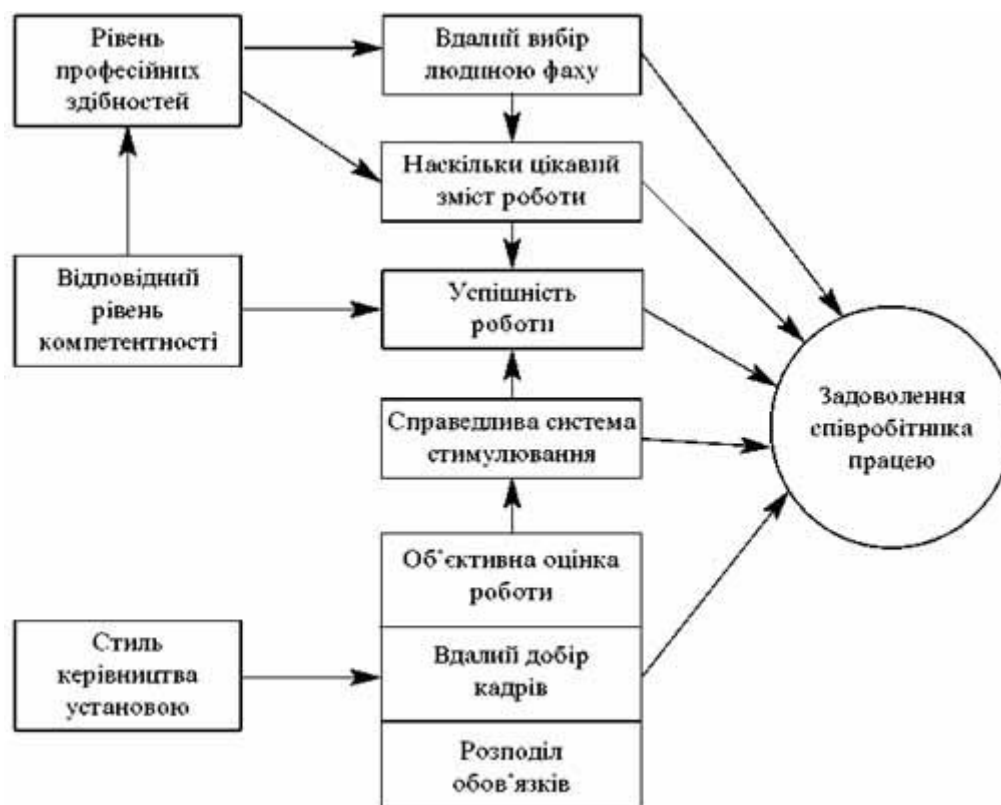 Рівень
професійних
здібностей
Вдалий вибір
людиною фаху
Наскільки цікавий
зміст роботи
Відповідний
рівень
компетентності
Успішність
роботи
Справедлива система
стимулювання
Задоволення
співробітника
працею
Об'єктивна оцінка
роботи
Стиль
керівництва
установою
Вдалий добір
кадрів
Розподіл
обов'язків